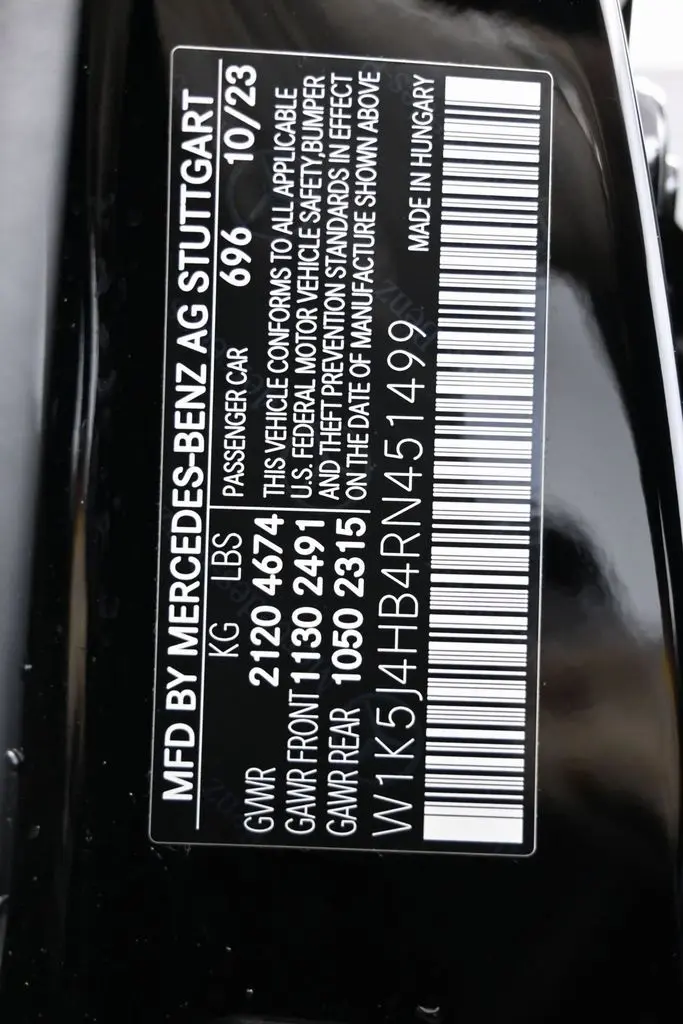 MFD BY MERCEDES-BENZ AG STUTTGART
KG LBS
GVWR 2120 4674
GAWR FRONT 1130 2491
GAWR REAR 1050 2315
PASSENGER CAR 696 10/23
THIS VEHICLE CONFORMS TO ALL APPLICABLE
U.S. FEDERAL MOTOR VEHICLE SAFETY,BUMPER
AND THEFT PREVENTION STANDARDS IN EFFECT
ON THE DATE OF MANUFACTURE SHOWN ABOVE
W1K5J4HB4RN451499
MADE IN HUNGARY